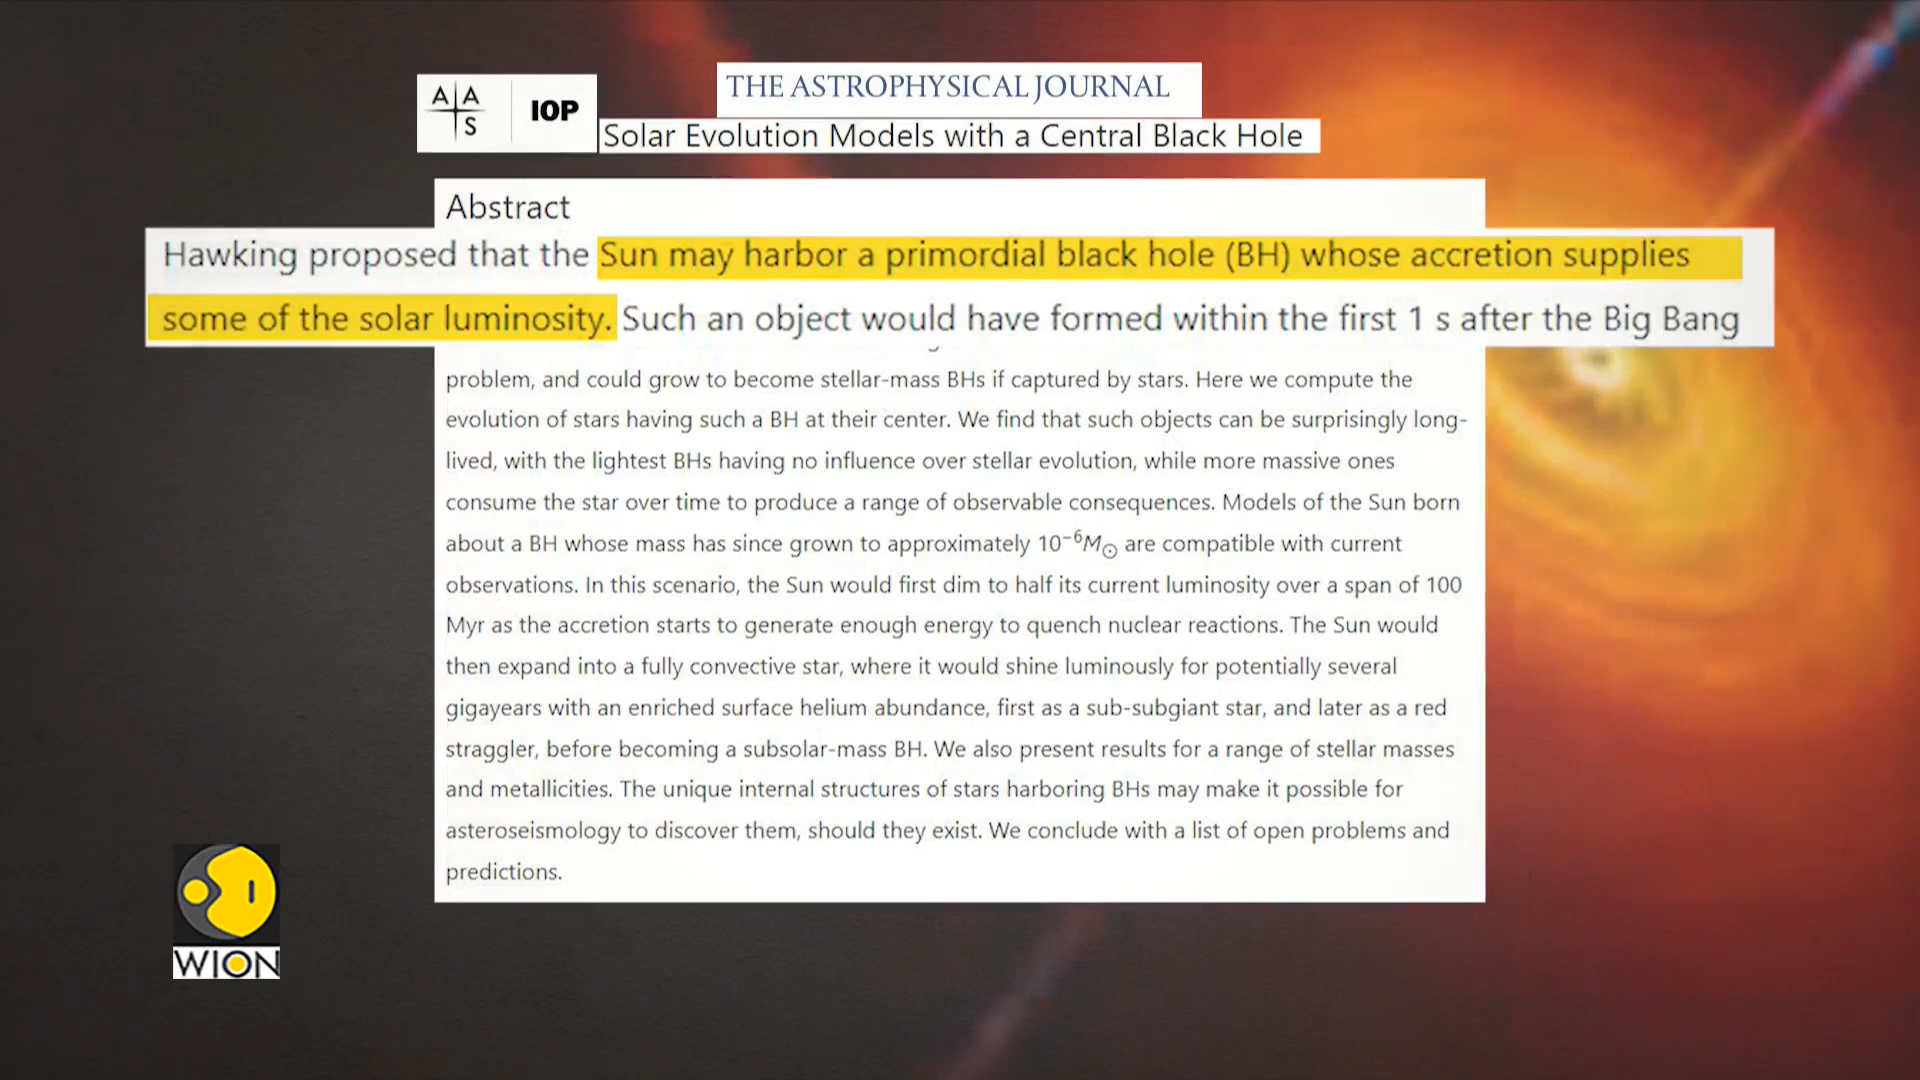 AAS | IOP
THE ASTROPHYSICAL JOURNAL
Solar Evolution Models with a Central Black Hole
Abstract
Hawking proposed that the Sun may harbor a primordial black hole (BH) whose accretion supplies
some of the solar luminosity. Such an object would have formed within the first 1 s after the Big Bang
problem, and could grow to become stellar-mass BHs if captured by stars. Here we compute the
evolution of stars having such a BH at their center. We find that such objects can be surprisingly long-
lived, with the lightest BHs having no influence over stellar evolution, while more massive ones
consume the star over time to produce a range of observable consequences. Models of the Sun born
about a BH whose mass has since grown to approximately 10⁻⁶M☉ are compatible with current
observations. In this scenario, the Sun would first dim to half its current luminosity over a span of 100
Myr as the accretion starts to generate enough energy to quench nuclear reactions. The Sun would
then expand into a fully convective star, where it would shine luminously for potentially several
gigayears with an enriched surface helium abundance, first as a sub-subgiant star, and later as a red
straggler, before becoming a subsolar-mass BH. We also present results for a range of stellar masses
and metallicities. The unique internal structures of stars harboring BHs may make it possible for
asteroseismology to discover them, should they exist. We conclude with a list of open problems and
predictions.
WION